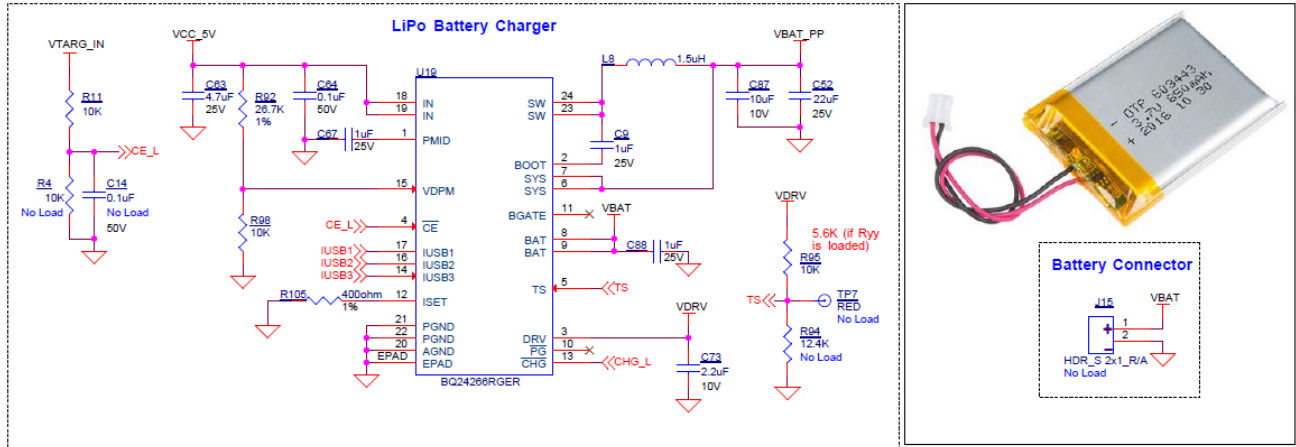 LiPo Battery Charger
VTARG_IN
R11
10K
CE_L
R4
10K
No Load
C14
0.1uF
No Load
50V
VCC_5V
C63
4.7uF
25V
R92
26.7K
1%
C64
0.1uF
50V
C67
1uF
25V
R98
10K
CE_L
IUSB1
IUSB2
IUSB3
R105
400ohm
1%
EPAD
U19
18
IN
19
IN
1
PMID
15
VDPM
4
CE
17
IUSB1
16
IUSB2
14
IUSB3
12
ISET
21
PGND
22
PGND
20
AGND
EPAD
BQ24266RGER
24
SW
23
SW
2
BOOT
7
SYS
6
SYS
11
BGATE
8
BAT
9
BAT
5
TS
3
DRV
10
PG
13
CHG
L8
1.5uH
VBAT_PP
C87
10uF
10V
C52
22uF
25V
C9
1uF
25V
VBAT
C88
1uF
25V
TS
VDRV
CHG_L
C73
2.2uF
10V
VDRV
5.6K (if Ryy
is loaded)
R95
10K
TS
TP7
RED
No Load
R94
12.4K
No Load
DTP 603443
3.7V 850mAh
2018 10 30
- +
Battery Connector
J15
VBAT
+
1
-
2
HDR_S 2x1_R/A
No Load